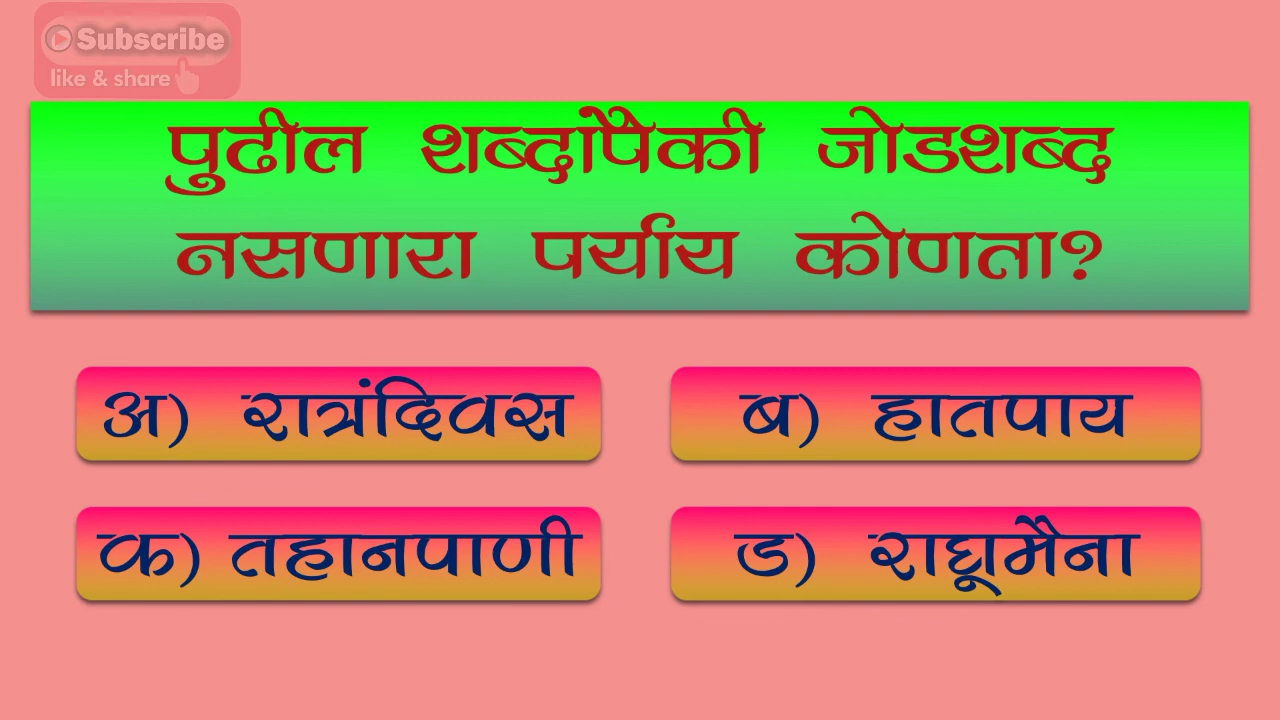 Subscribe
like & share
पुढील शब्दांपैकी जोडशब्द
नसणारा पर्याय कोणता?
अ) रात्रंदिवस
ब) हातपाय
क) तहानपाणी
ड) राघूमैना